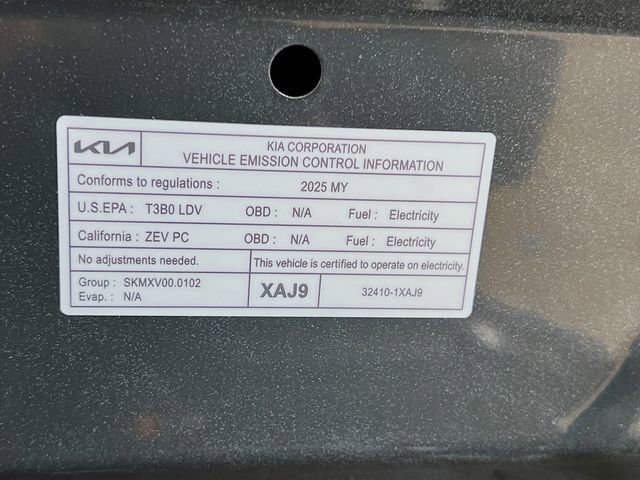 KIA
KIA CORPORATION
VEHICLE EMISSION CONTROL INFORMATION
Conforms to regulations : 2025 MY
U.S.EPA : T3B0 LDV OBD : N/A Fuel : Electricity
California : ZEV PC OBD : N/A Fuel : Electricity
No adjustments needed. This vehicle is certified to operate on electricity.
Group : SKMXV00.0102
Evap. : N/A
XAJ9
32410-1XAJ9